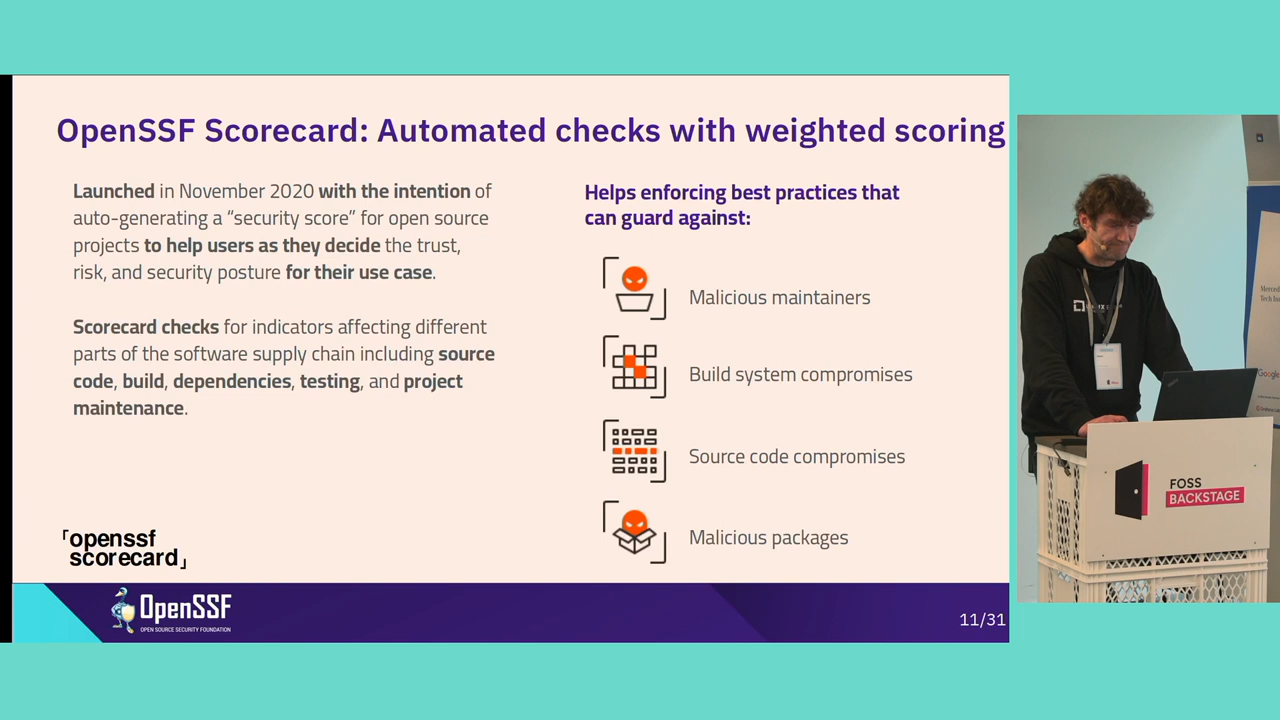 OpenSSF Scorecard: Automated checks with weighted scoring
Launched in November 2020 with the intention of
auto-generating a “security score” for open source
projects to help users as they decide the trust,
risk, and security posture for their use case.
Scorecard checks for indicators affecting different
parts of the software supply chain including source
code, build, dependencies, testing, and project
maintenance.
Helps enforcing best practices that
can guard against:
Malicious maintainers
Build system compromises
Source code compromises
Malicious packages
openssf
scorecard
OpenSSF
OPEN SOURCE SECURITY FOUNDATION
11/31
FOSS
BACKSTAGE
Google